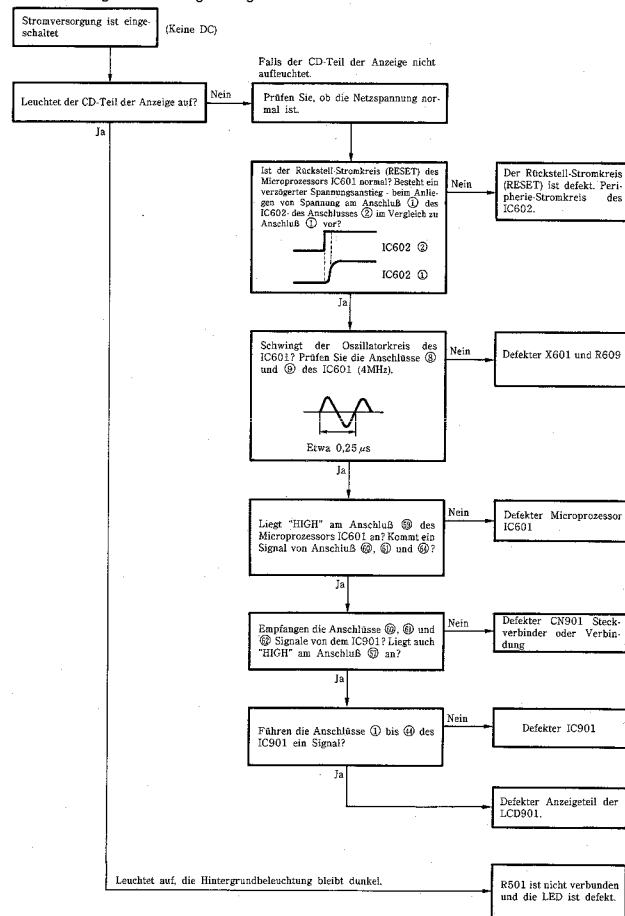 Stromversorgung ist einge-
schaltet
(Keine DC)
Falls der CD-Teil der Anzeige nicht
aufleuchtet.
Leuchtet der CD-Teil der Anzeige auf?
Nein
Prüfen Sie, ob die Netzspannung nor-
mal ist.
Ja
Ist der Rückstell-Stromkreis (RESET) des
Microprozessors IC601 normal? Besteht ein
verzögerter Spannungsanstieg - beim Anlie-
gen von Spannung am Anschluß ① des
IC602- des Anschlusses ② im Vergleich zu
Anschluß ① vor?
IC602 ②
IC602 ①
Nein
Der Rückstell-Stromkreis
(RESET) ist defekt. Peri-
pherie-Stromkreis des
IC602.
Ja
Schwingt der Oszillatorkreis des
IC601? Prüfen Sie die Anschlüsse ⑧
und ⑨ des IC601 (4MHz).
Etwa 0,25 μs
Nein
Defekter X601 und R609
Ja
Liegt "HIGH" am Anschluß des
Microprozessors IC601 an? Kommt ein
Signal von Anschluß und ?
Nein
Defekter Microprozessor
IC601
Ja
Empfangen die Anschlüsse und
Signale von dem IC901? Liegt auch
"HIGH" am Anschluß an?
Nein
Defekter CN901 Steck-
verbinder oder Verbin-
dung
Ja
Führen die Anschlüsse ① bis ㊹ des
IC901 ein Signal?
Nein
Defekter IC901
Ja
Defekter Anzeigeteil der
LCD901.
Leuchtet auf, die Hintergrundbeleuchtung bleibt dunkel.
R501 ist nicht verbunden
und die LED ist defekt.